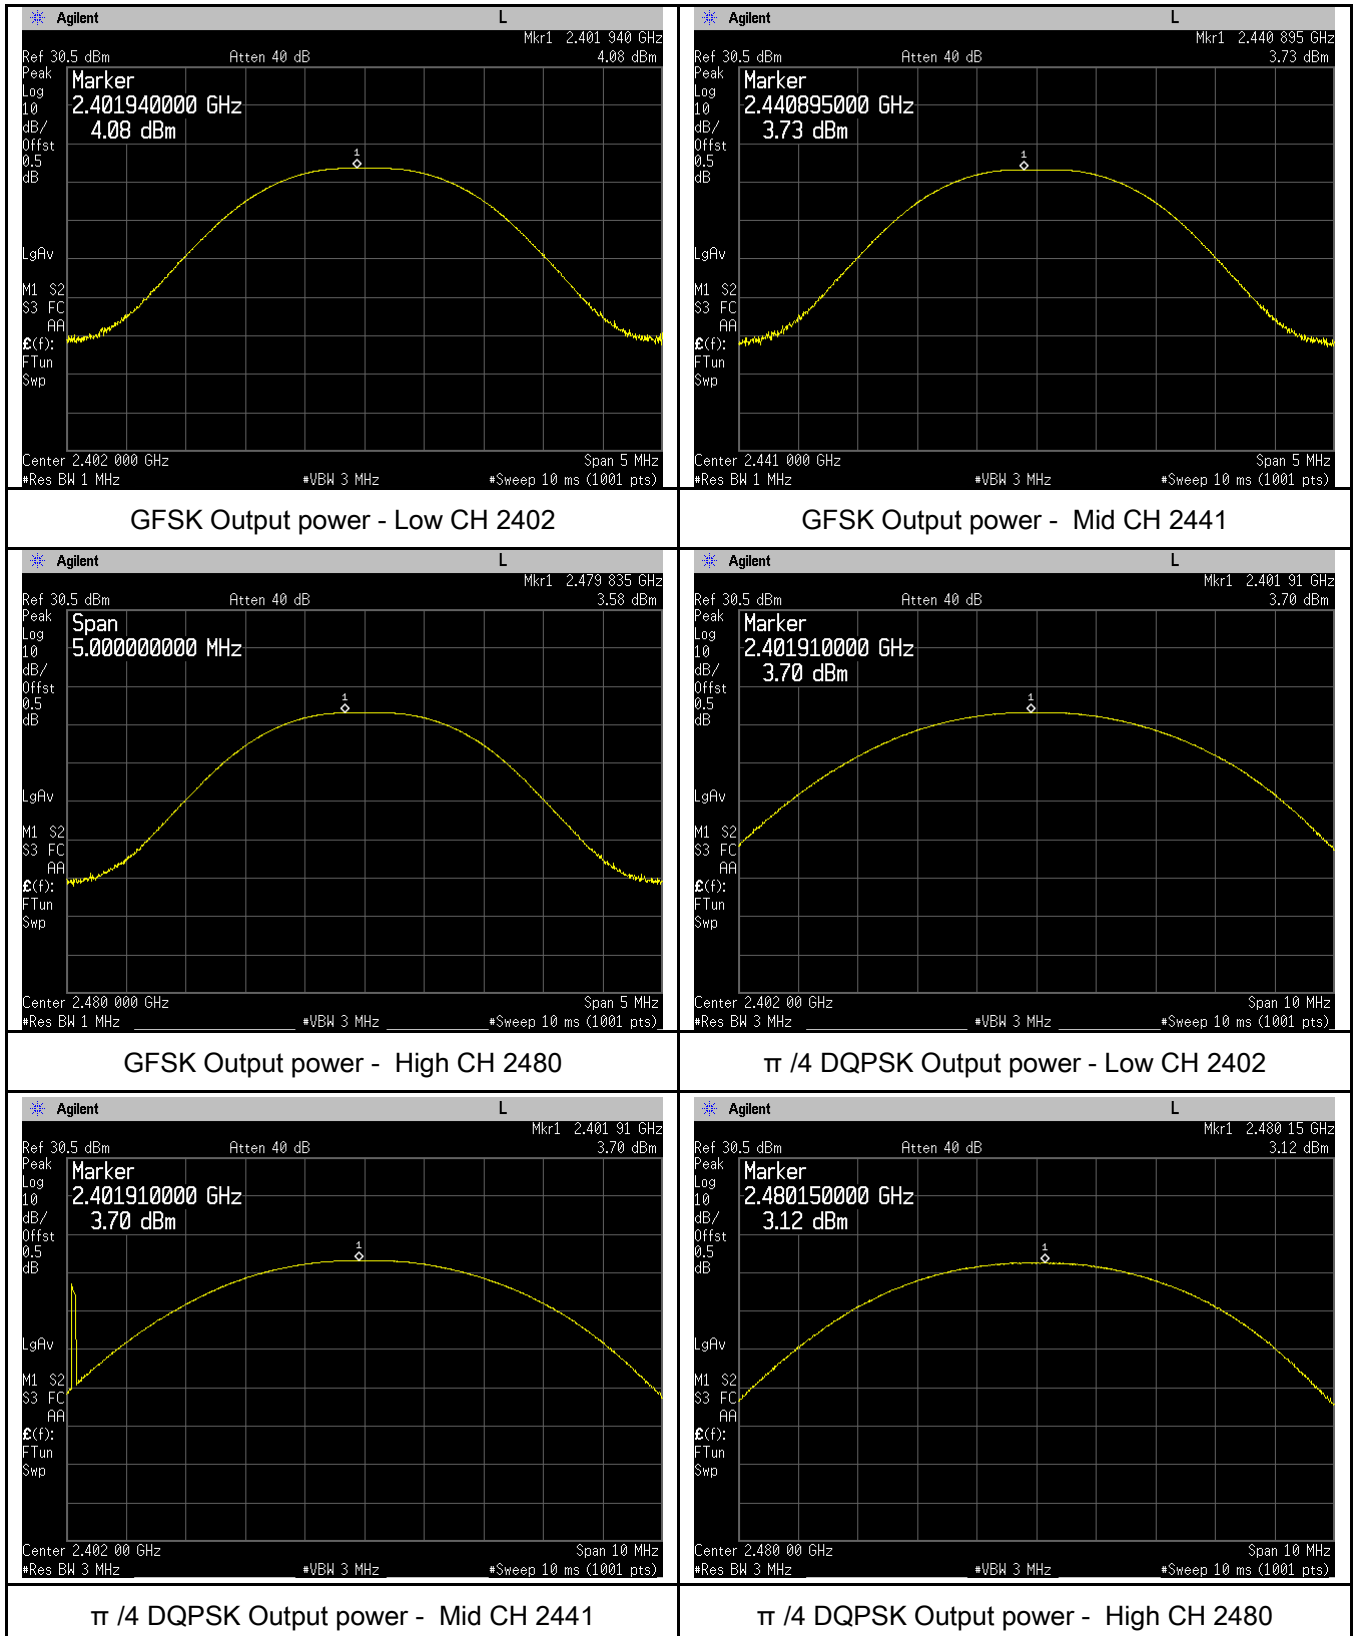 Agilent L
Mkr1 2.401 940 GHz
Ref 30.5 dBm Atten 40 dB 4.08 dBm
Peak
Log
10
dB/
Offst
0.5
dB
Marker
2.401940000 GHz
4.08 dBm
1
LgAv
M1 S2
S3 FC
AA
£(f):
FTun
Swp
Center 2.402 000 GHz Span 5 MHz
#Res BW 1 MHz #VBW 3 MHz #Sweep 10 ms (1001 pts)
GFSK Output power - Low CH 2402
Agilent L
Mkr1 2.440 895 GHz
Ref 30.5 dBm Atten 40 dB 3.73 dBm
Peak
Log
10
dB/
Offst
0.5
dB
Marker
2.440895000 GHz
3.73 dBm
1
LgAv
M1 S2
S3 FC
AA
£(f):
FTun
Swp
Center 2.441 000 GHz Span 5 MHz
#Res BW 1 MHz #VBW 3 MHz #Sweep 10 ms (1001 pts)
GFSK Output power - Mid CH 2441
Agilent L
Mkr1 2.479 835 GHz
Ref 30.5 dBm Atten 40 dB 3.58 dBm
Peak
Log
10
dB/
Offst
0.5
dB
Span
5.000000000 MHz
1
LgAv
M1 S2
S3 FC
AA
£(f):
FTun
Swp
Center 2.480 000 GHz Span 5 MHz
#Res BW 1 MHz #VBW 3 MHz #Sweep 10 ms (1001 pts)
GFSK Output power - High CH 2480
Agilent L
Mkr1 2.401 91 GHz
Ref 30.5 dBm Atten 40 dB 3.70 dBm
Peak
Log
10
dB/
Offst
0.5
dB
Marker
2.401910000 GHz
3.70 dBm
1
LgAv
M1 S2
S3 FC
AA
£(f):
FTun
Swp
Center 2.402 00 GHz Span 10 MHz
#Res BW 3 MHz #VBW 3 MHz #Sweep 10 ms (1001 pts)
π /4 DQPSK Output power - Low CH 2402
Agilent L
Mkr1 2.401 91 GHz
Ref 30.5 dBm Atten 40 dB 3.70 dBm
Peak
Log
10
dB/
Offst
0.5
dB
Marker
2.401910000 GHz
3.70 dBm
1
LgAv
M1 S2
S3 FC
AA
£(f):
FTun
Swp
Center 2.402 00 GHz Span 10 MHz
#Res BW 3 MHz #VBW 3 MHz #Sweep 10 ms (1001 pts)
π /4 DQPSK Output power - Mid CH 2441
Agilent L
Mkr1 2.480 15 GHz
Ref 30.5 dBm Atten 40 dB 3.12 dBm
Peak
Log
10
dB/
Offst
0.5
dB
Marker
2.480150000 GHz
3.12 dBm
1
LgAv
M1 S2
S3 FC
AA
£(f):
FTun
Swp
Center 2.480 00 GHz Span 10 MHz
#Res BW 3 MHz #VBW 3 MHz #Sweep 10 ms (1001 pts)
π /4 DQPSK Output power - High CH 2480